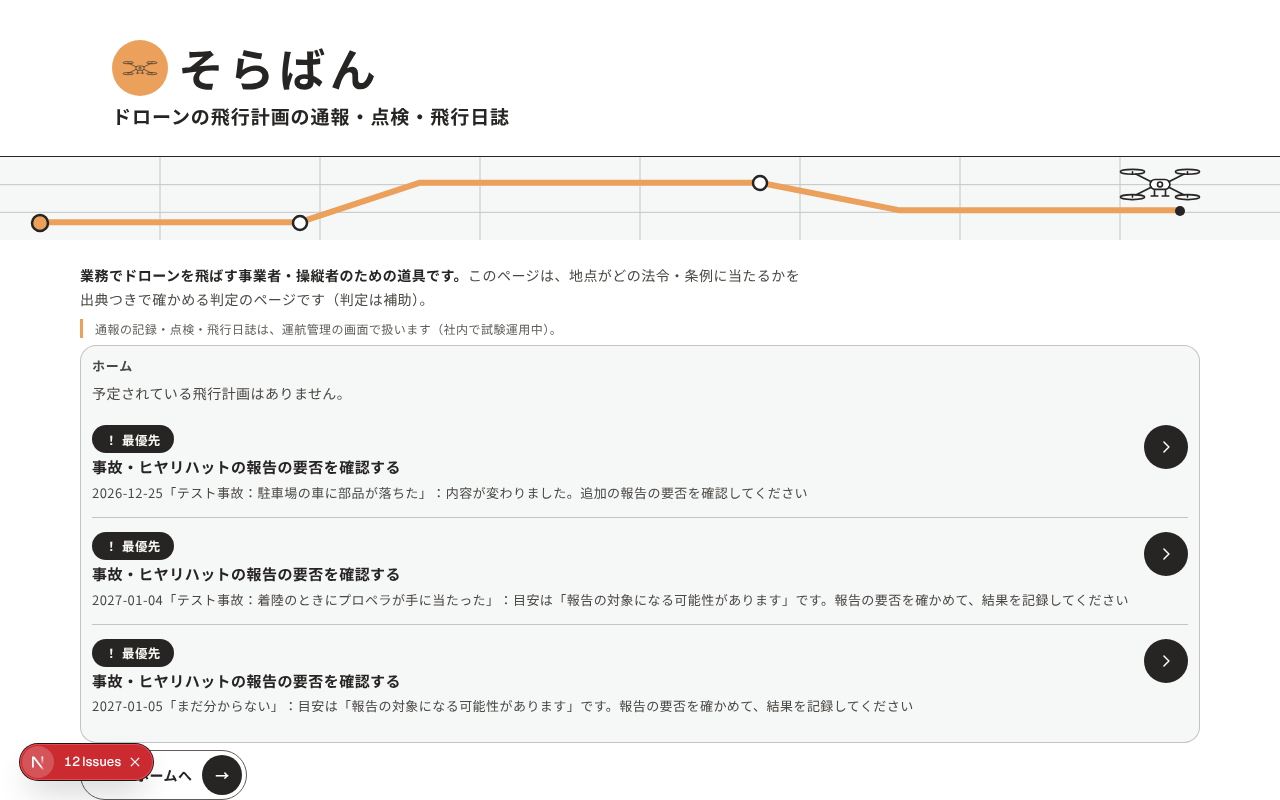 そらばん
ドローンの飛行計画の通報・点検・飛行日誌
業務でドローンを飛ばす事業者・操縦者のための道具です。このページは、地点がどの法令・条例に当たるかを
出典つきで確かめる判定のページです（判定は補助）。
通報の記録・点検・飛行日誌は、運航管理の画面で扱います（社内で試験運用中）。
ホーム
予定されている飛行計画はありません。
！ 最優先
事故・ヒヤリハットの報告の要否を確認する
2026-12-25「テスト事故：駐車場の車に部品が落ちた」：内容が変わりました。追加の報告の要否を確認してください
！ 最優先
事故・ヒヤリハットの報告の要否を確認する
2027-01-04「テスト事故：着陸のときにプロペラが手に当たった」：目安は「報告の対象になる可能性があります」です。報告の要否を確かめて、結果を記録してください
！ 最優先
事故・ヒヤリハットの報告の要否を確認する
2027-01-05「まだ分からない」：目安は「報告の対象になる可能性があります」です。報告の要否を確かめて、結果を記録してください
N 12 Issues ×
ームへ →